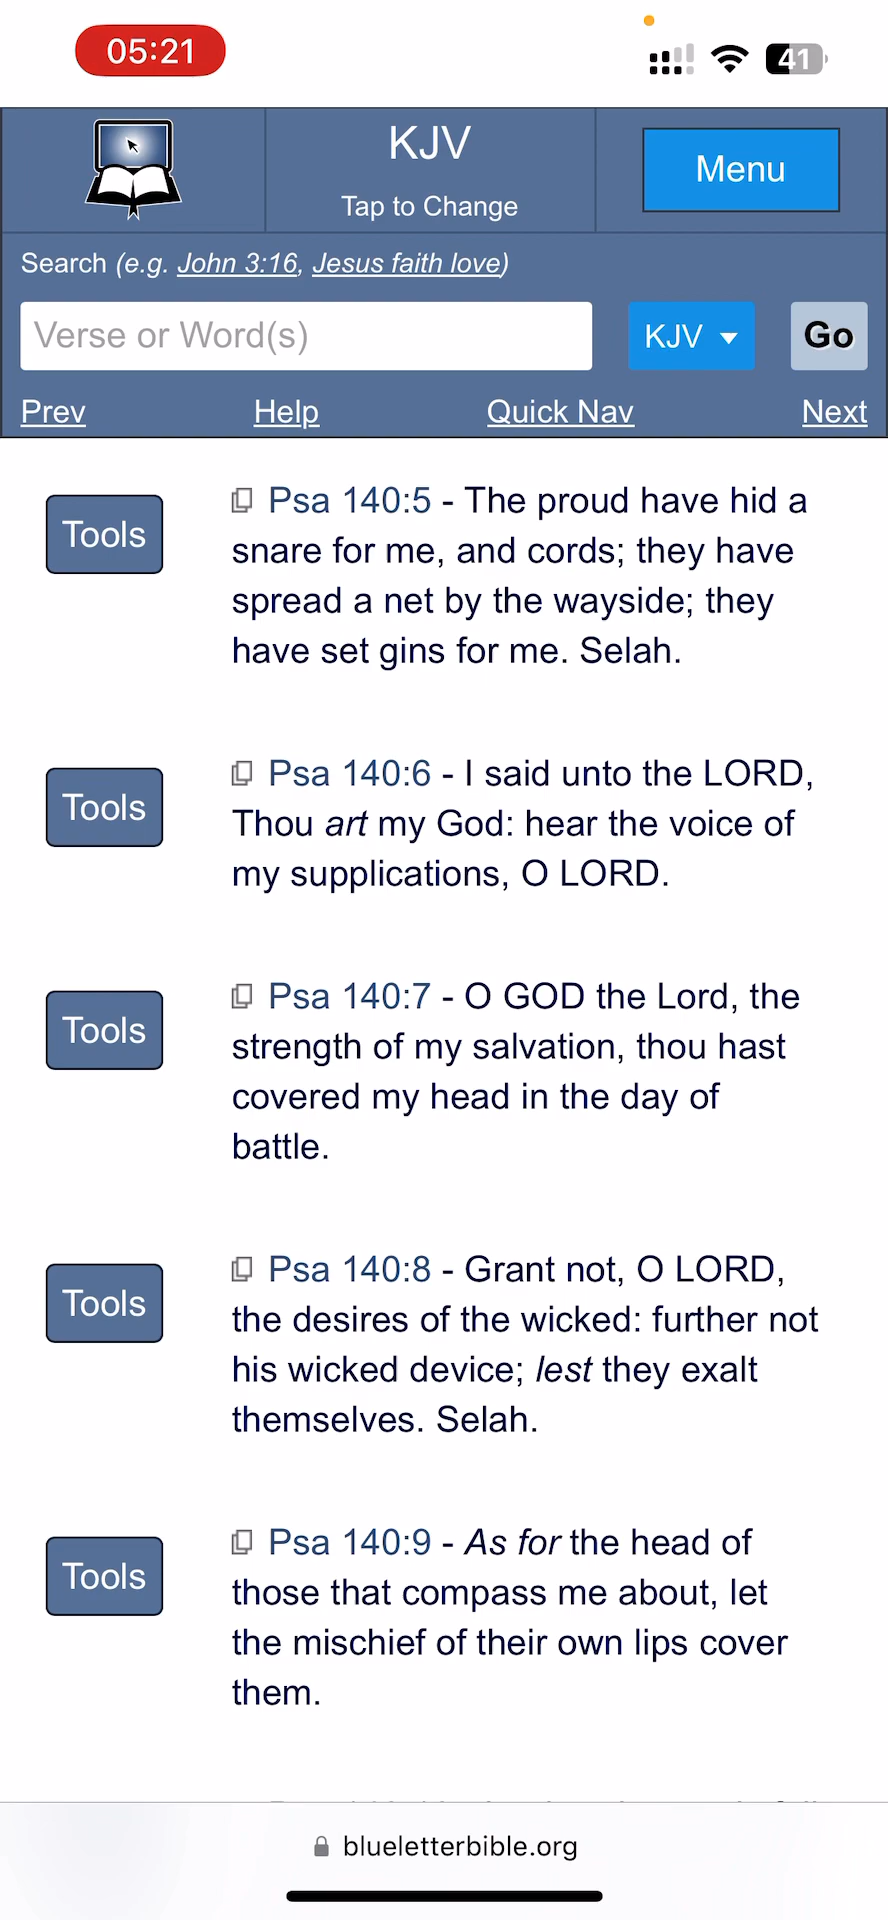 05:21
41
KJV
Tap to Change
Menu
Search (e.g. John 3:16, Jesus faith love)
Verse or Word(s)
KJV
Go
Prev
Help
Quick Nav
Next
Tools
Psa 140:5 - The proud have hid a
snare for me, and cords; they have
spread a net by the wayside; they
have set gins for me. Selah.
Tools
Psa 140:6 - I said unto the LORD,
Thou art my God: hear the voice of
my supplications, O LORD.
Tools
Psa 140:7 - O GOD the Lord, the
strength of my salvation, thou hast
covered my head in the day of
battle.
Tools
Psa 140:8 - Grant not, O LORD,
the desires of the wicked: further not
his wicked device; lest they exalt
themselves. Selah.
Tools
Psa 140:9 - As for the head of
those that compass me about, let
the mischief of their own lips cover
them.
blueletterbible.org